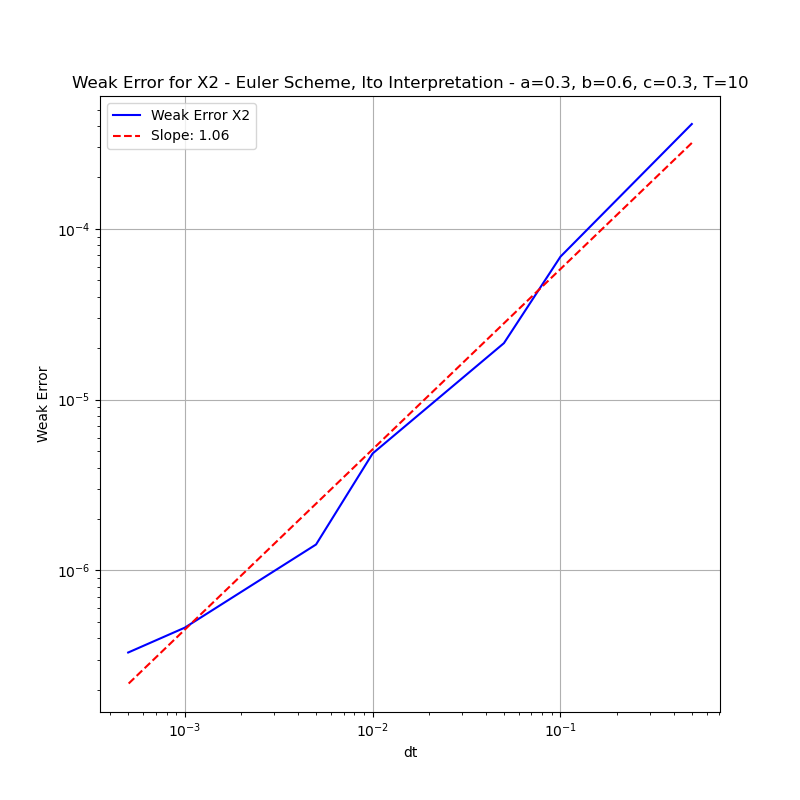 Weak Error for X2 - Euler Scheme, Ito Interpretation - a=0.3, b=0.6, c=0.3, T=10
Weak Error X2
Slope: 1.06
Weak Error
10⁻⁴
10⁻⁵
10⁻⁶
10⁻³ 10⁻² 10⁻¹
dt